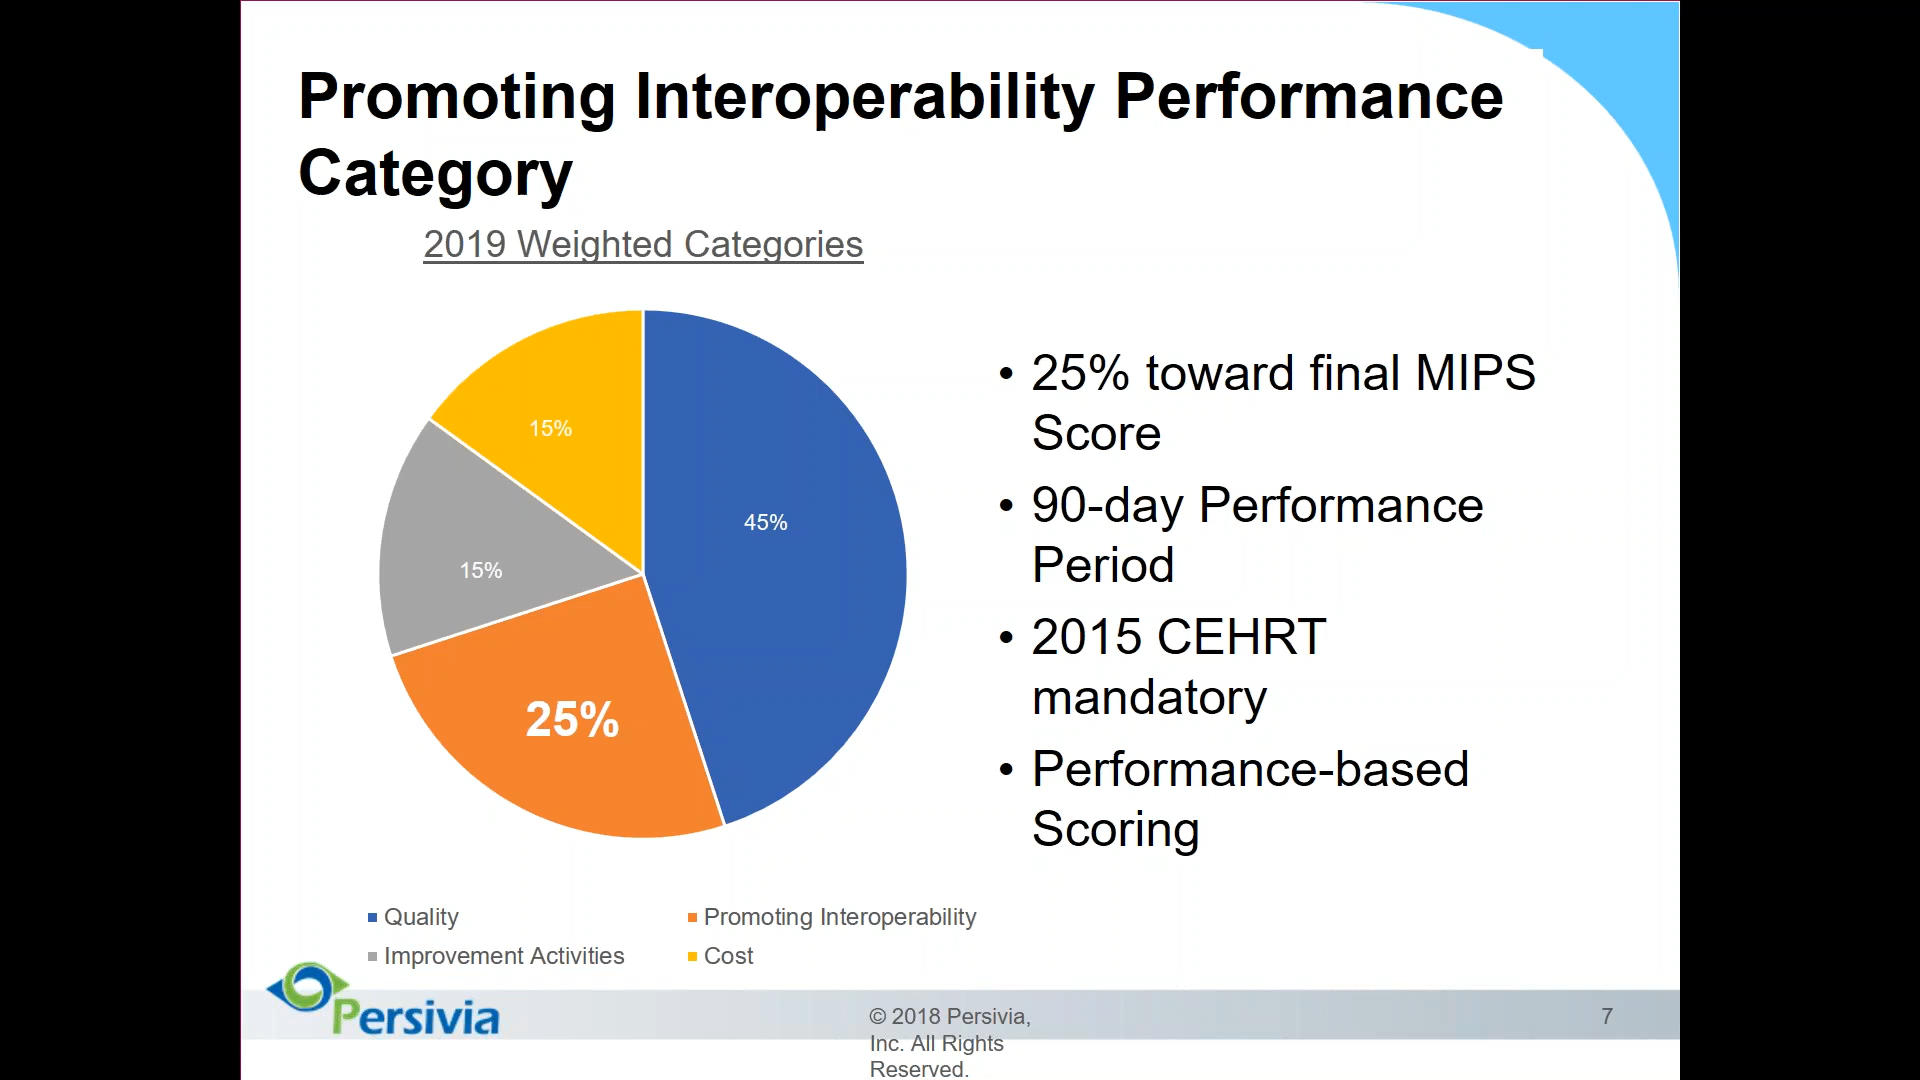 Promoting Interoperability Performance
Category
2019 Weighted Categories
15%
45%
15%
25%
• 25% toward final MIPS
Score
• 90-day Performance
Period
• 2015 CEHRT
mandatory
• Performance-based
Scoring
Quality
Promoting Interoperability
Improvement Activities
Cost
Persivia
© 2018 Persivia,
Inc. All Rights
Reserved.
7